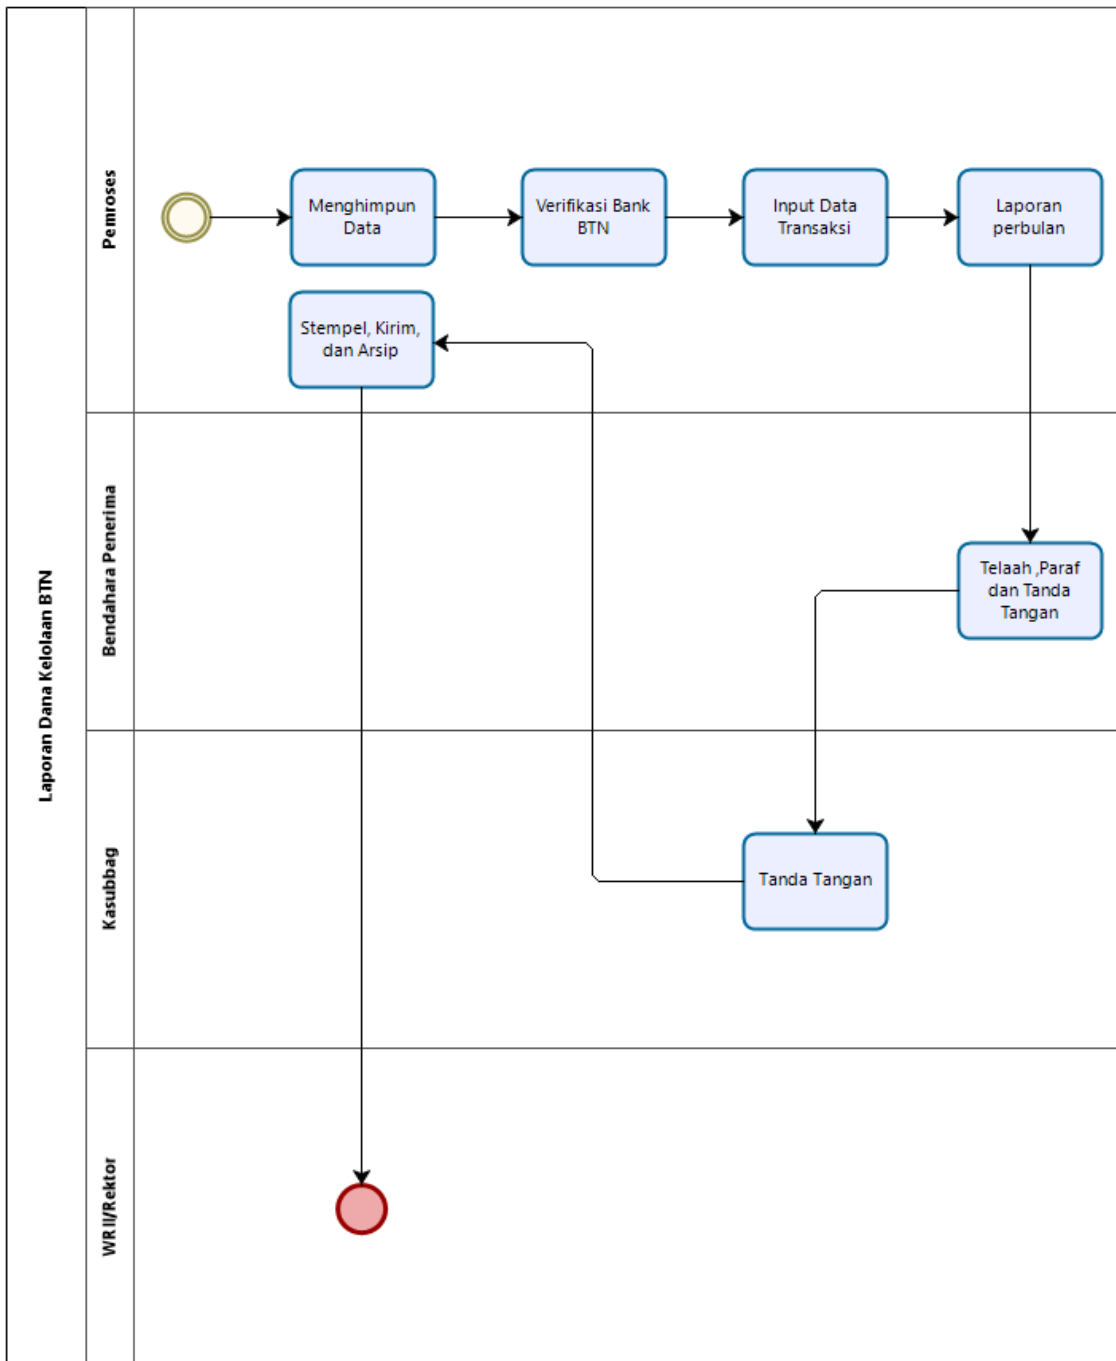 Laporan Dana Kelolaan BTN
Pemroses
Menghimpun
Data
Verifikasi Bank
BTN
Input Data
Transaksi
Laporan
perbulan
Stempel, Kirim,
dan Arsip
Bendahara Penerima
Telaah ,Paraf
dan Tanda
Tangan
Kasubbag
Tanda Tangan
WR II/Rektor